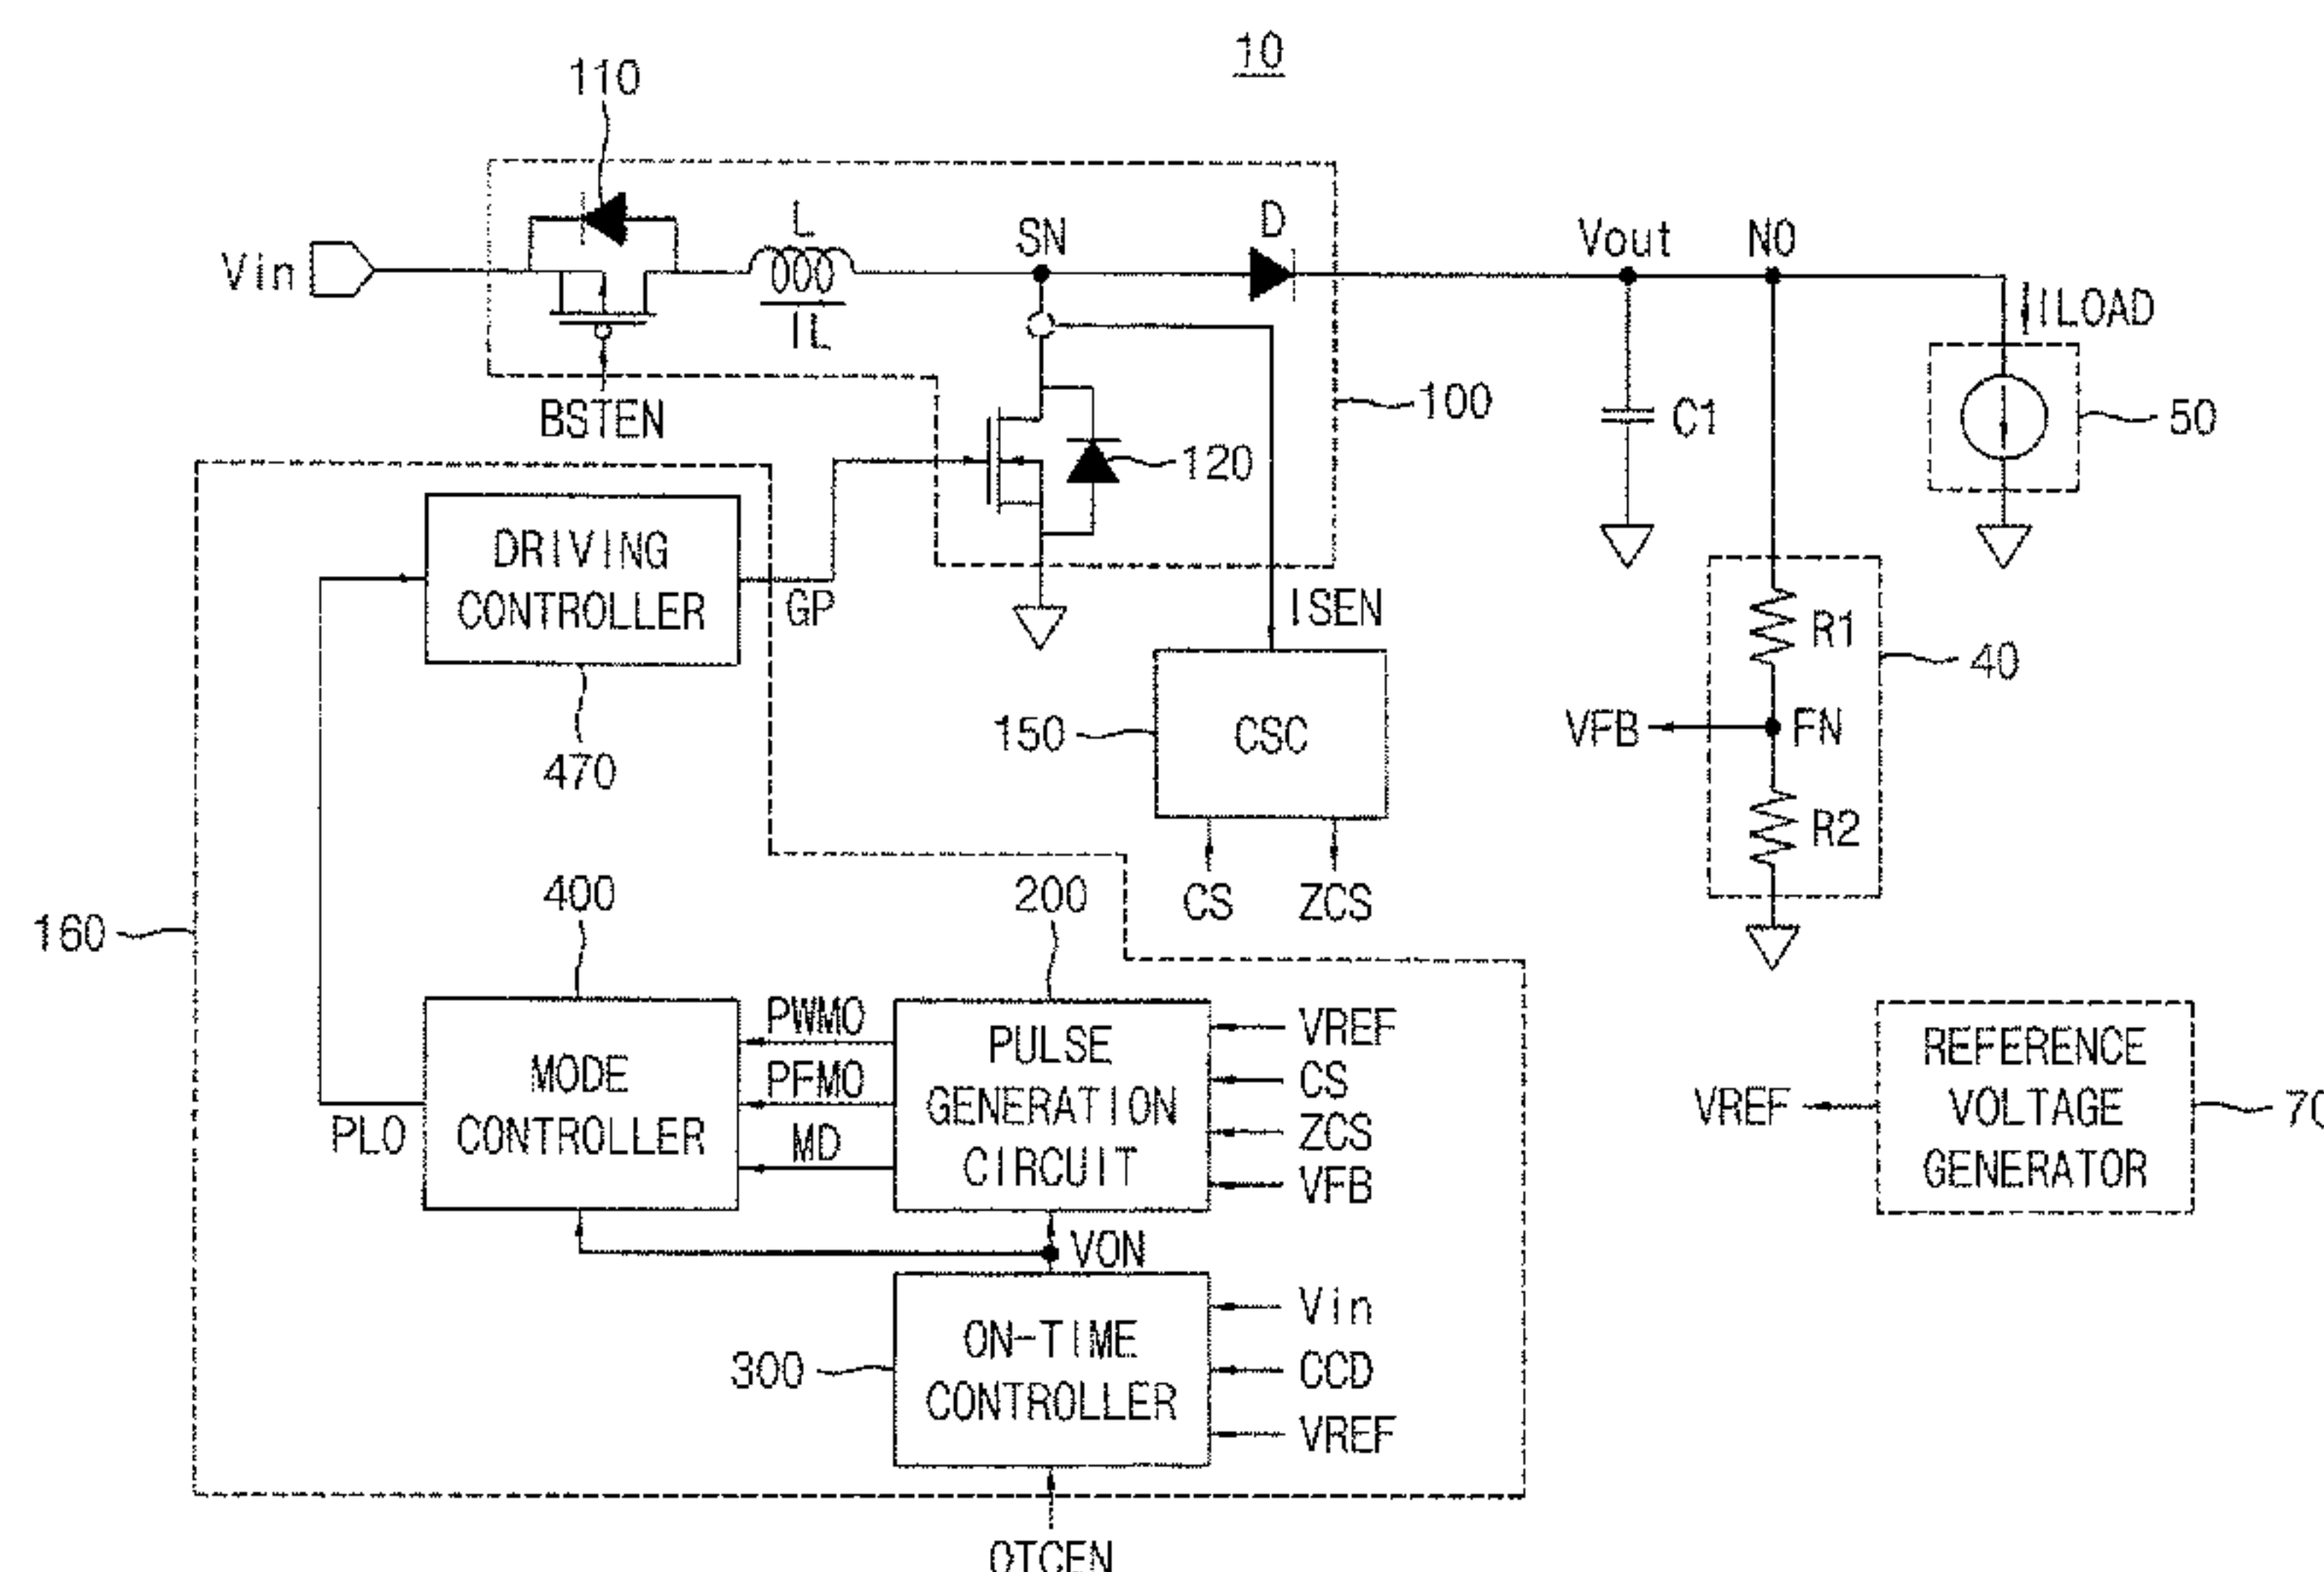 10
110
Vin
L
IL
SN
D
Vout
NO
ILOAD
BSTEN
100
C1
50
120
DRIVING
CONTROLLER
GP
470
ISEN
R1
40
150
CSC
VFB
FN
R2
CS
ZCS
160
400
200
MODE
CONTROLLER
PLO
PWMO
PFMO
MD
PULSE
GENERATION
CIRCUIT
VREF
CS
ZCS
VFB
VREF
REFERENCE
VOLTAGE
GENERATOR
70
VON
300
ON-TIME
CONTROLLER
Vin
CCD
VREF
OTCEN